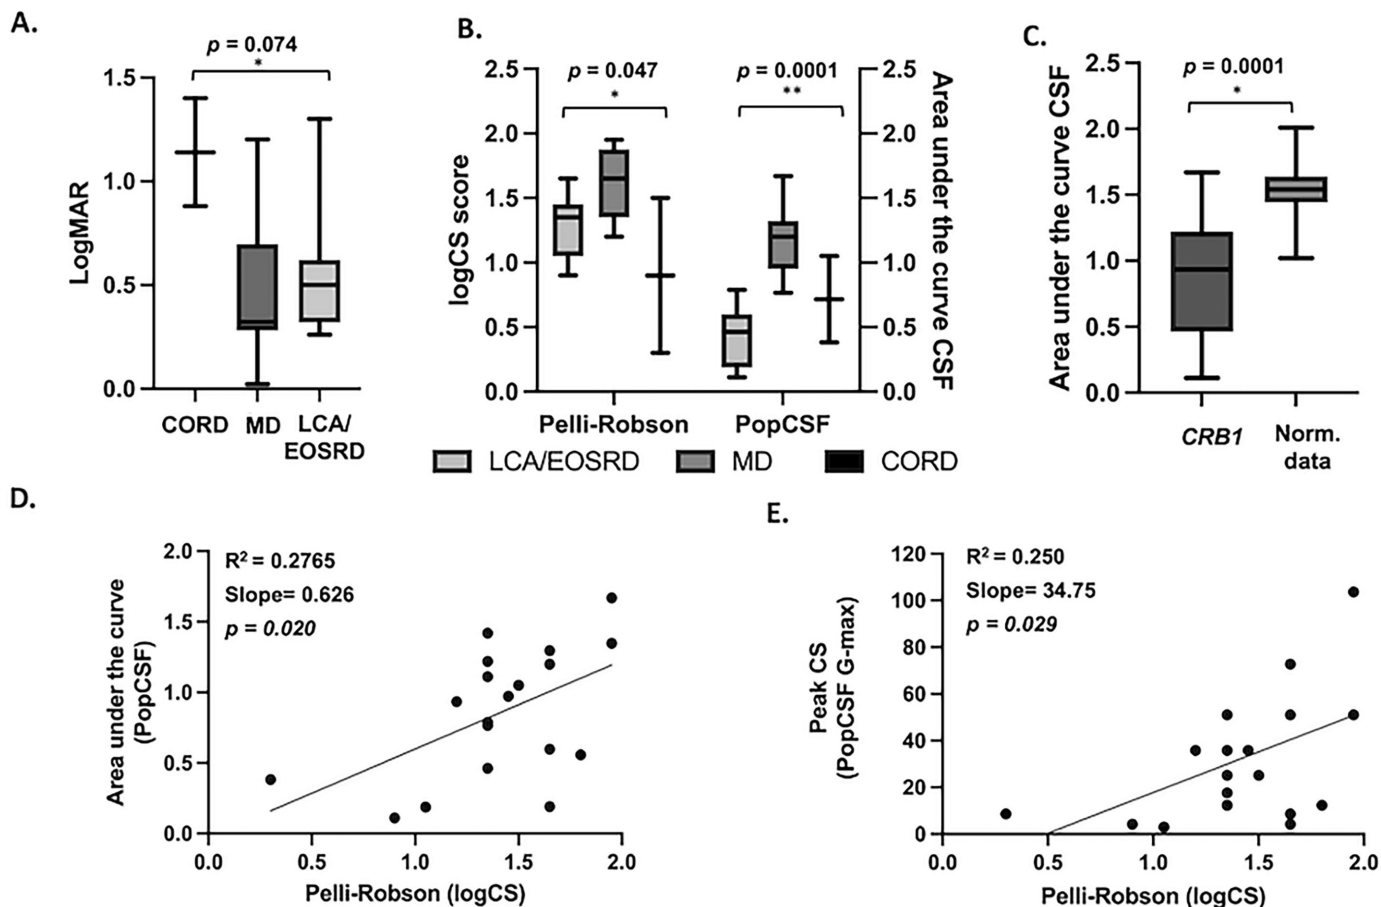 A.
p = 0.074
*
1.5
1.0
0.5
0.0
LogMAR
CORD
MD
LCA/
EOSRD
B.
p = 0.047
*
p = 0.0001
**
2.5
2.0
1.5
1.0
0.5
0.0
logCS score
2.5
2.0
1.5
1.0
0.5
0.0
Area under the curve CSF
Pelli-Robson
PopCSF
LCA/EOSRD
MD
CORD
C.
p = 0.0001
*
2.5
2.0
1.5
1.0
0.5
0.0
Area under the curve CSF
CRB1
Norm.
data
D.
R² = 0.2765
Slope= 0.626
p = 0.020
2.0
1.5
1.0
0.5
0.0
Area under the curve
(PopCSF)
0.0 0.5 1.0 1.5 2.0
Pelli-Robson (logCS)
E.
R² = 0.250
Slope= 34.75
p = 0.029
120
100
80
60
40
20
0
Peak CS
(PopCSF G-max)
0.0 0.5 1.0 1.5 2.0
Pelli-Robson (logCS)